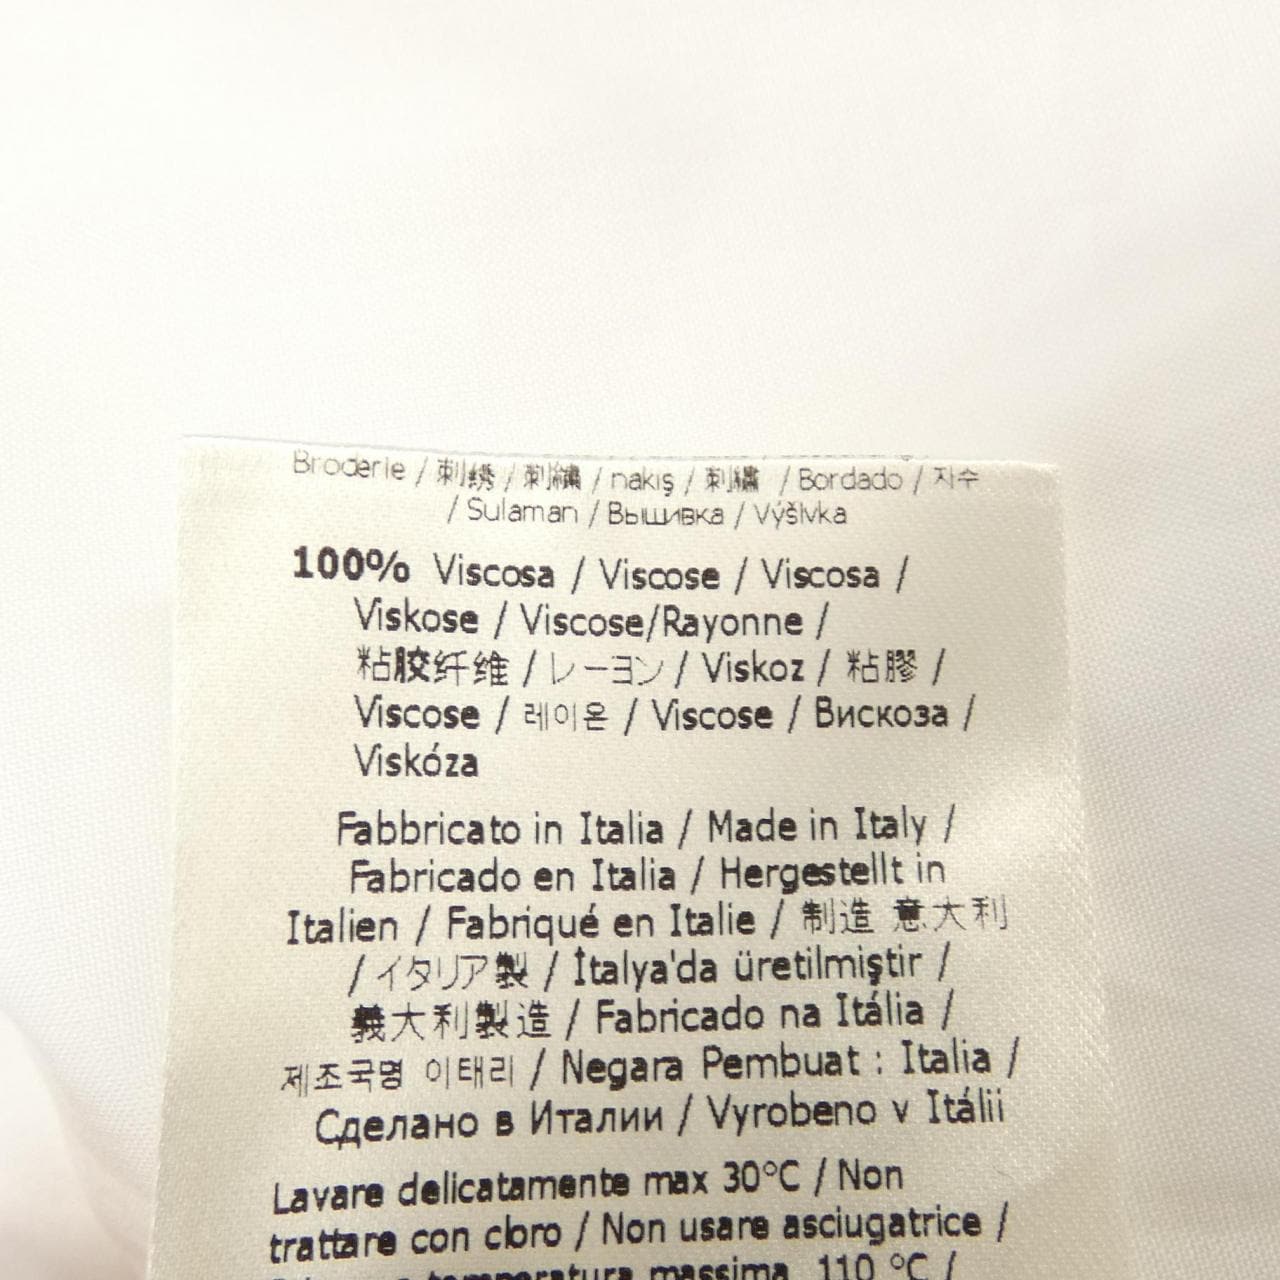 Broderie / 刺绣 / 刺繍 / nakış / 刺繡 / Bordado / 자수
/ Sulaman / Вышивка / Výšivka
100% Viscosa / Viscose / Viscosa /
Viskose / Viscose/Rayonne /
粘胶纤维 / レーヨン / Viskoz / 粘膠 /
Viscose / 레이온 / Viscose / Вискоза /
Viskóza
Fabbricato in Italia / Made in Italy /
Fabricado en Italia / Hergestellt in
Italien / Fabriqué en Italie / 制造 意大利
/ イタリア製 / İtalya'da üretilmiştir /
義大利製造 / Fabricado na Itália /
제조국명 이태리 / Negara Pembuat : Italia /
Сделано в Италии / Vyrobeno v Itálii
Lavare delicatamente max 30°C / Non
trattare con cloro / Non usare asciugatrice /
temperatura massima 110 °C /